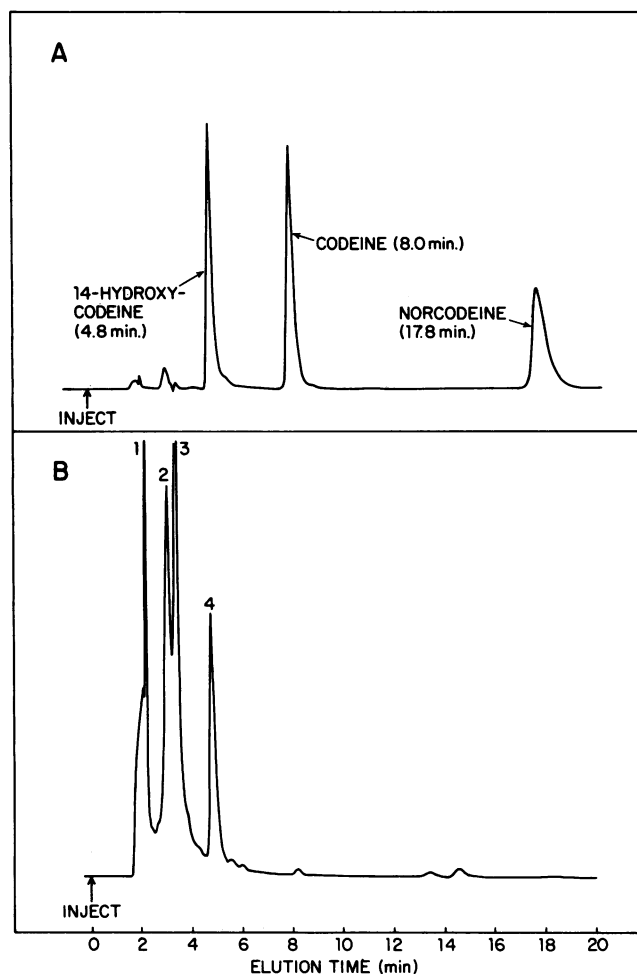 A
14-HYDROXY-
CODEINE
(4.8 min.)
CODEINE (8.0 min.)
NORCODEINE
(17.8 min.)
INJECT
B
1
2
3
4
INJECT
0 2 4 6 8 10 12 14 16 18 20
ELUTION TIME (min)